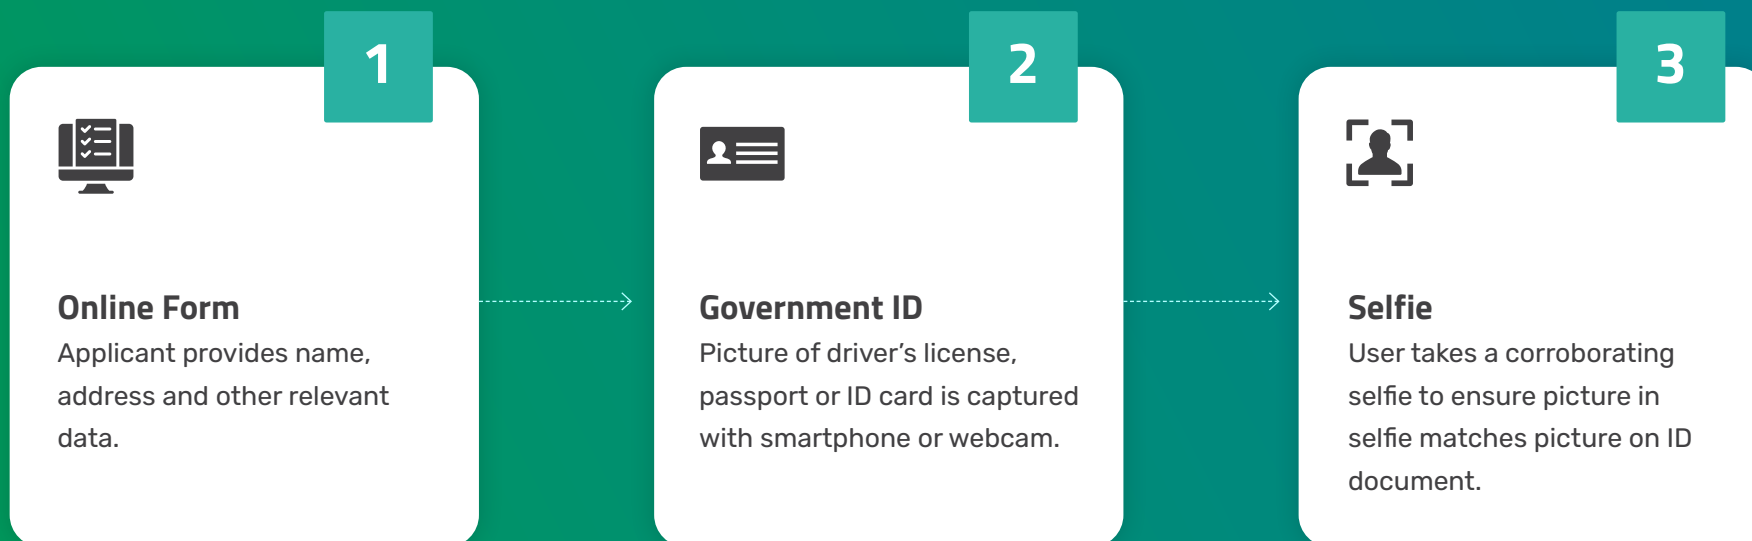 1
Online Form
Applicant provides name,
address and other relevant
data.
2
Government ID
Picture of driver’s license,
passport or ID card is captured
with smartphone or webcam.
3
Selfie
User takes a corroborating
selfie to ensure picture in
selfie matches picture on ID
document.